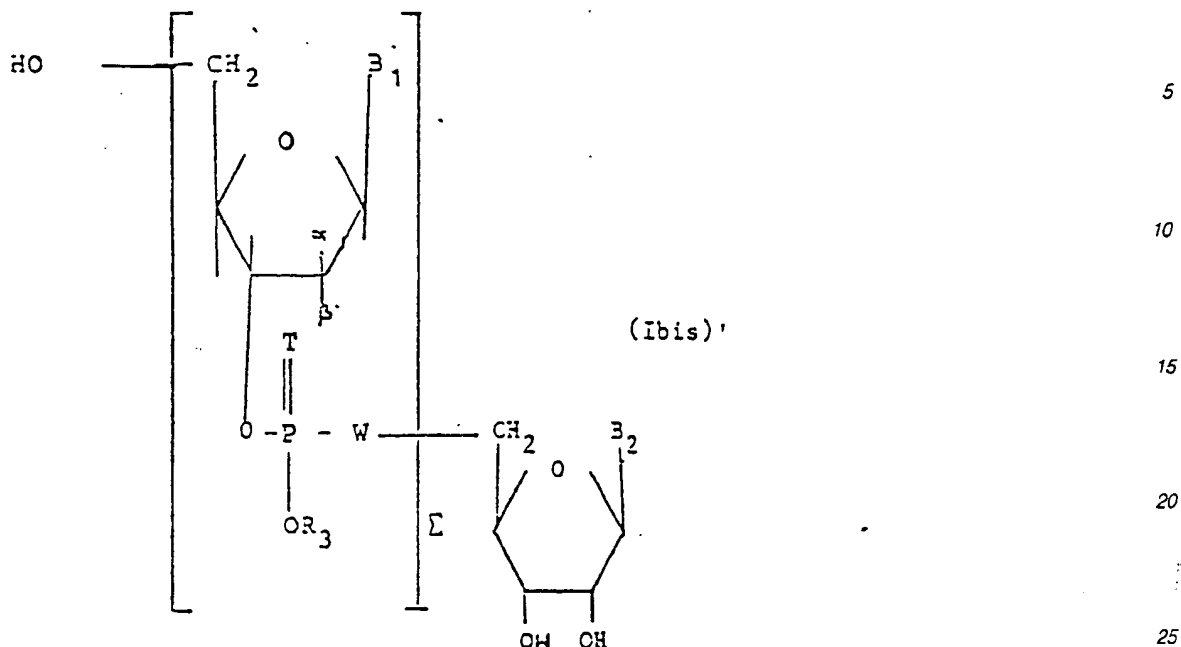 HO CH2 B1
5
O
10
α
β
(Ibis)'
T
15
O - P - W CH2 B2
O
20
OR3 Σ
OH OH
25